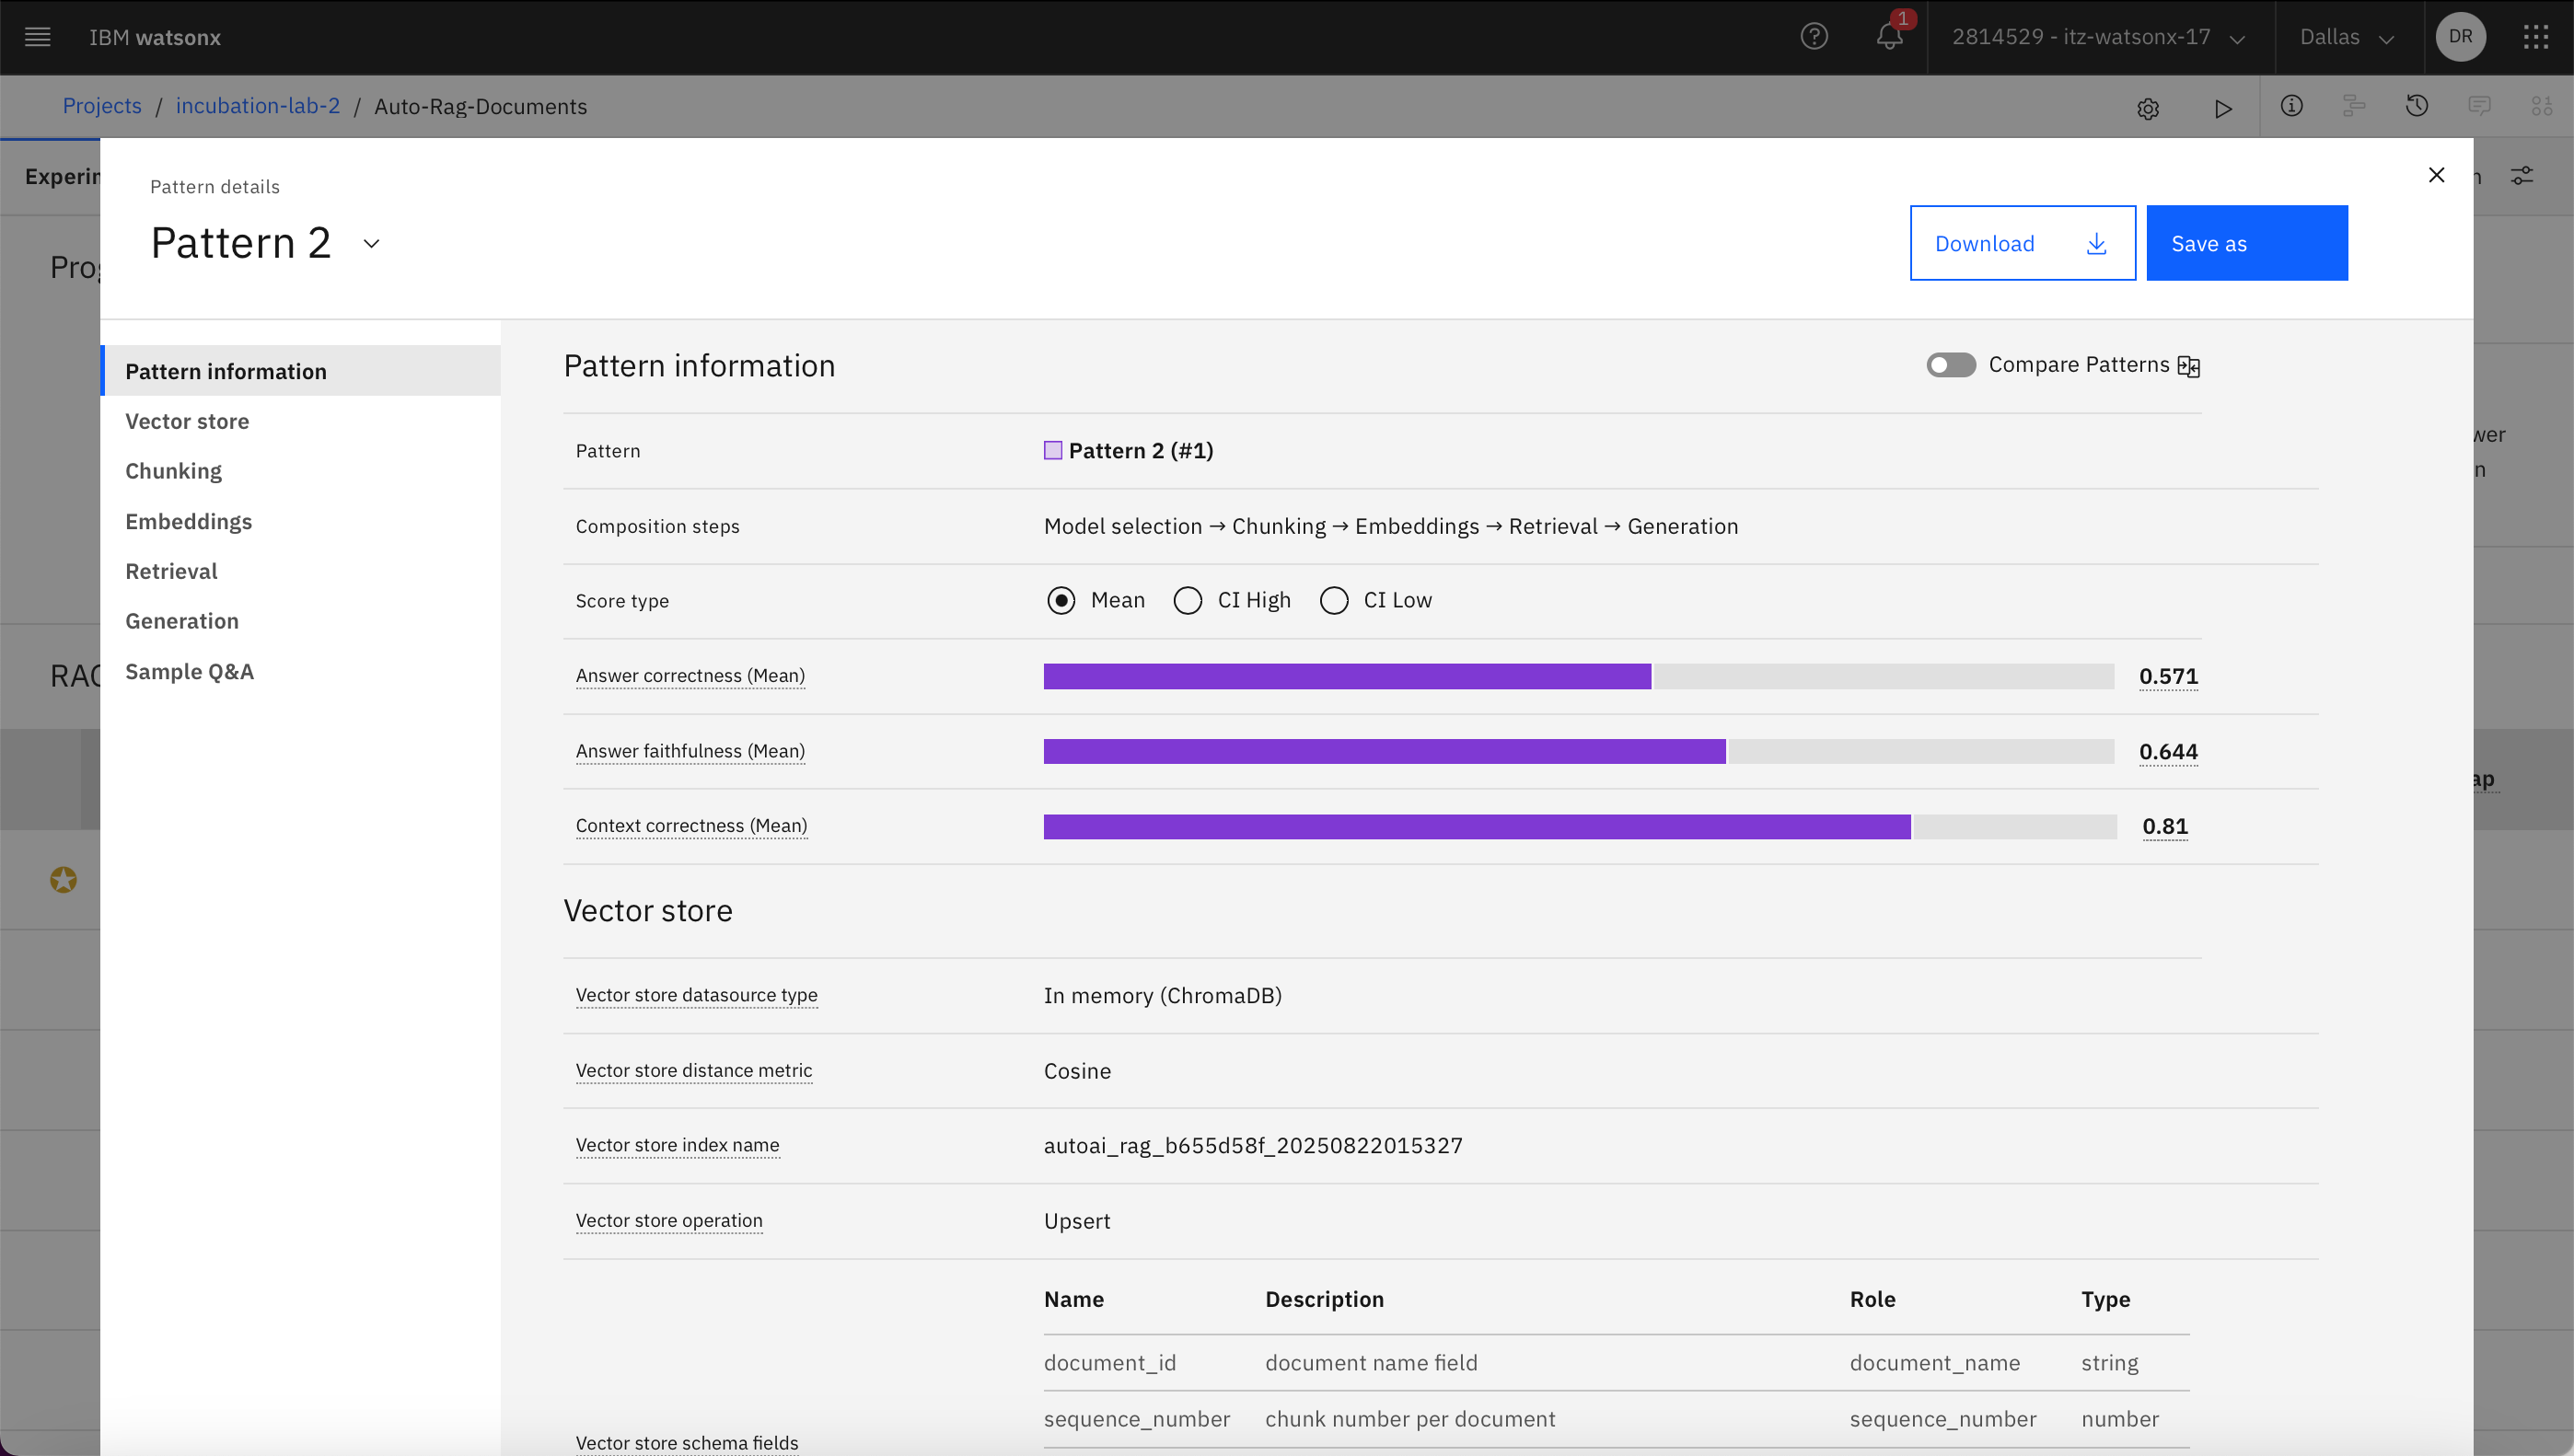 IBM watsonx
1
2814529 - itz-watsonx-17
Dallas
DR
Projects / incubation-lab-2 / Auto-Rag-Documents
Pattern details
Pattern 2
Download
Save as
Pattern information
Vector store
Chunking
Embeddings
Retrieval
Generation
Sample Q&A
Pattern information
Compare Patterns
Pattern
Pattern 2 (#1)
Composition steps
Model selection → Chunking → Embeddings → Retrieval → Generation
Score type
Mean
CI High
CI Low
Answer correctness (Mean)
0.571
Answer faithfulness (Mean)
0.644
Context correctness (Mean)
0.81
Vector store
Vector store datasource type
In memory (ChromaDB)
Vector store distance metric
Cosine
Vector store index name
autoai_rag_b655d58f_20250822015327
Vector store operation
Upsert
Name Description Role Type
document_id document name field document_name string
sequence_number chunk number per document sequence_number number
Vector store schema fields